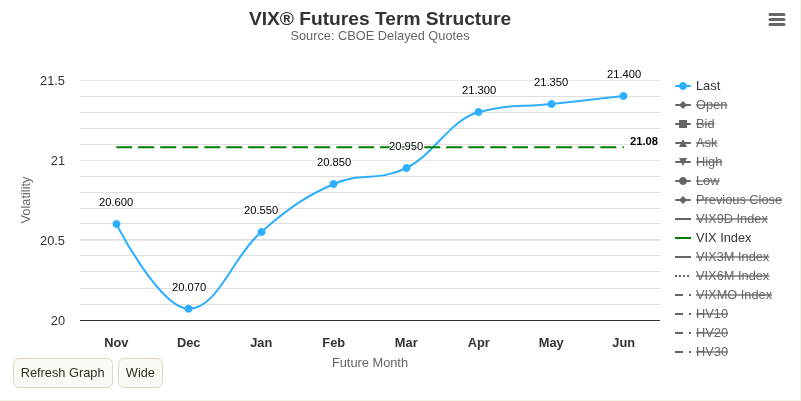 VIX® Futures Term Structure
Source: CBOE Delayed Quotes
21.5
21
20.5
20
Volatility
20.600
20.070
20.550
20.850
20.950
21.300
21.350
21.400
21.08
Nov
Dec
Jan
Feb
Mar
Apr
May
Jun
Future Month
Last
Open
Bid
Ask
High
Low
Previous Close
VIX9D Index
VIX Index
VIX3M Index
VIX6M Index
VIXMO Index
HV10
HV20
HV30
Refresh Graph
Wide